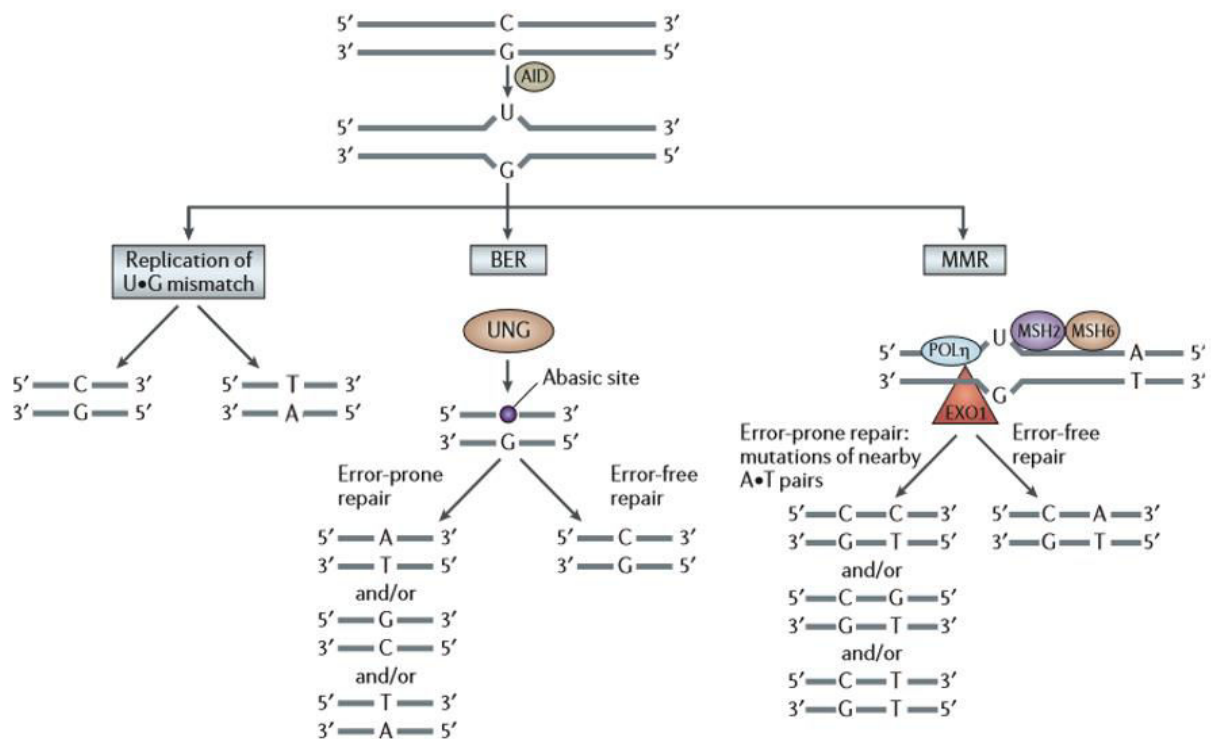 5′ C 3′
3′ G 5′
AID
U
5′ 3′
3′ 5′
G
Replication of
U•G mismatch
5′ C 3′
3′ G 5′
5′ T 3′
3′ A 5′
BER
UNG
Abasic site
5′ 3′
3′ G 5′
Error-prone
repair
Error-free
repair
5′ A 3′
3′ T 5′
and/or
5′ G 3′
3′ C 5′
and/or
5′ T 3′
3′ A 5′
5′ C 3′
3′ G 5′
MMR
POLη
U
MSH2
MSH6
5′ A 5′
3′ G T 3′
EXO1
Error-prone repair:
mutations of nearby
A•T pairs
Error-free
repair
5′ C C 3′
3′ G T 5′
and/or
5′ C G 5′
3′ G T 3′
and/or
5′ C T 3′
3′ G T 5′
5′ C A 3′
3′ G T 5′